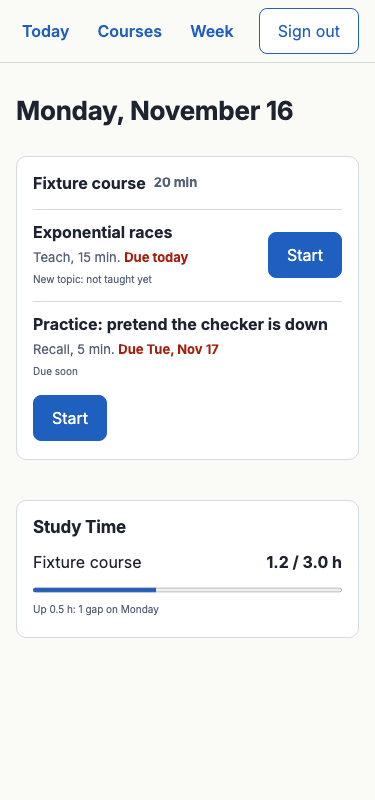 Today Courses Week Sign out
Monday, November 16
Fixture course 20 min
Exponential races
Teach, 15 min. Due today
New topic: not taught yet
Start
Practice: pretend the checker is down
Recall, 5 min. Due Tue, Nov 17
Due soon
Start
Study Time
Fixture course 1.2 / 3.0 h
Up 0.5 h: 1 gap on Monday